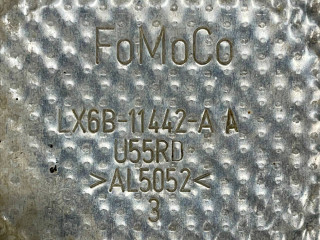 FoMoCo
LX6B-11442-A A
U55RD
>AL5052<
3